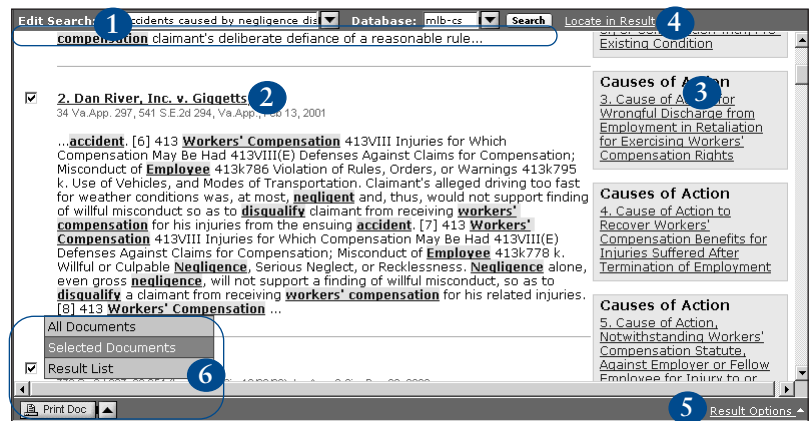 Edit Search: 1 accidents caused by negligence dis Database: mlb-cs Search Locate in Result 4
compensation claimant's deliberate defiance of a reasonable rule...
2. Dan River, Inc. v. Giggetts, 2
34 Va.App. 297, 541 S.E.2d 294, Va.App., Feb 13, 2001
...accident. [6] 413 Workers' Compensation 413VIII Injuries for Which
Compensation May Be Had 413VIII(E) Defenses Against Claims for Compensation;
Misconduct of Employee 413k786 Violation of Rules, Orders, or Warnings 413k795
k. Use of Vehicles, and Modes of Transportation. Claimant's alleged driving too fast
for weather conditions was, at most, negligent and, thus, would not support finding
of willful misconduct so as to disqualify claimant from receiving workers'
compensation for his injuries from the ensuing accident. [7] 413 Workers'
Compensation 413VIII Injuries for Which Compensation May Be Had 413VIII(E)
Defenses Against Claims for Compensation; Misconduct of Employee 413k778 k.
Willful or Culpable Negligence, Serious Neglect, or Recklessness. Negligence alone,
even gross negligence, will not support a finding of willful misconduct, so as to
disqualify a claimant from receiving workers' compensation for his related injuries.
[8] 413 Workers' Compensation ...
All Documents
Selected Documents
Result List 6
Print Doc
Existing Condition
Causes of Action
3
3. Cause of Action for
Wrongful Discharge from
Employment in Retaliation
for Exercising Workers'
Compensation Rights
Causes of Action
4. Cause of Action to
Recover Workers'
Compensation Benefits for
Injuries Suffered After
Termination of Employment
Causes of Action
5. Cause of Action,
Notwithstanding Workers'
Compensation Statute,
Against Employer or Fellow
Employee for Injury to or
5 Result Options